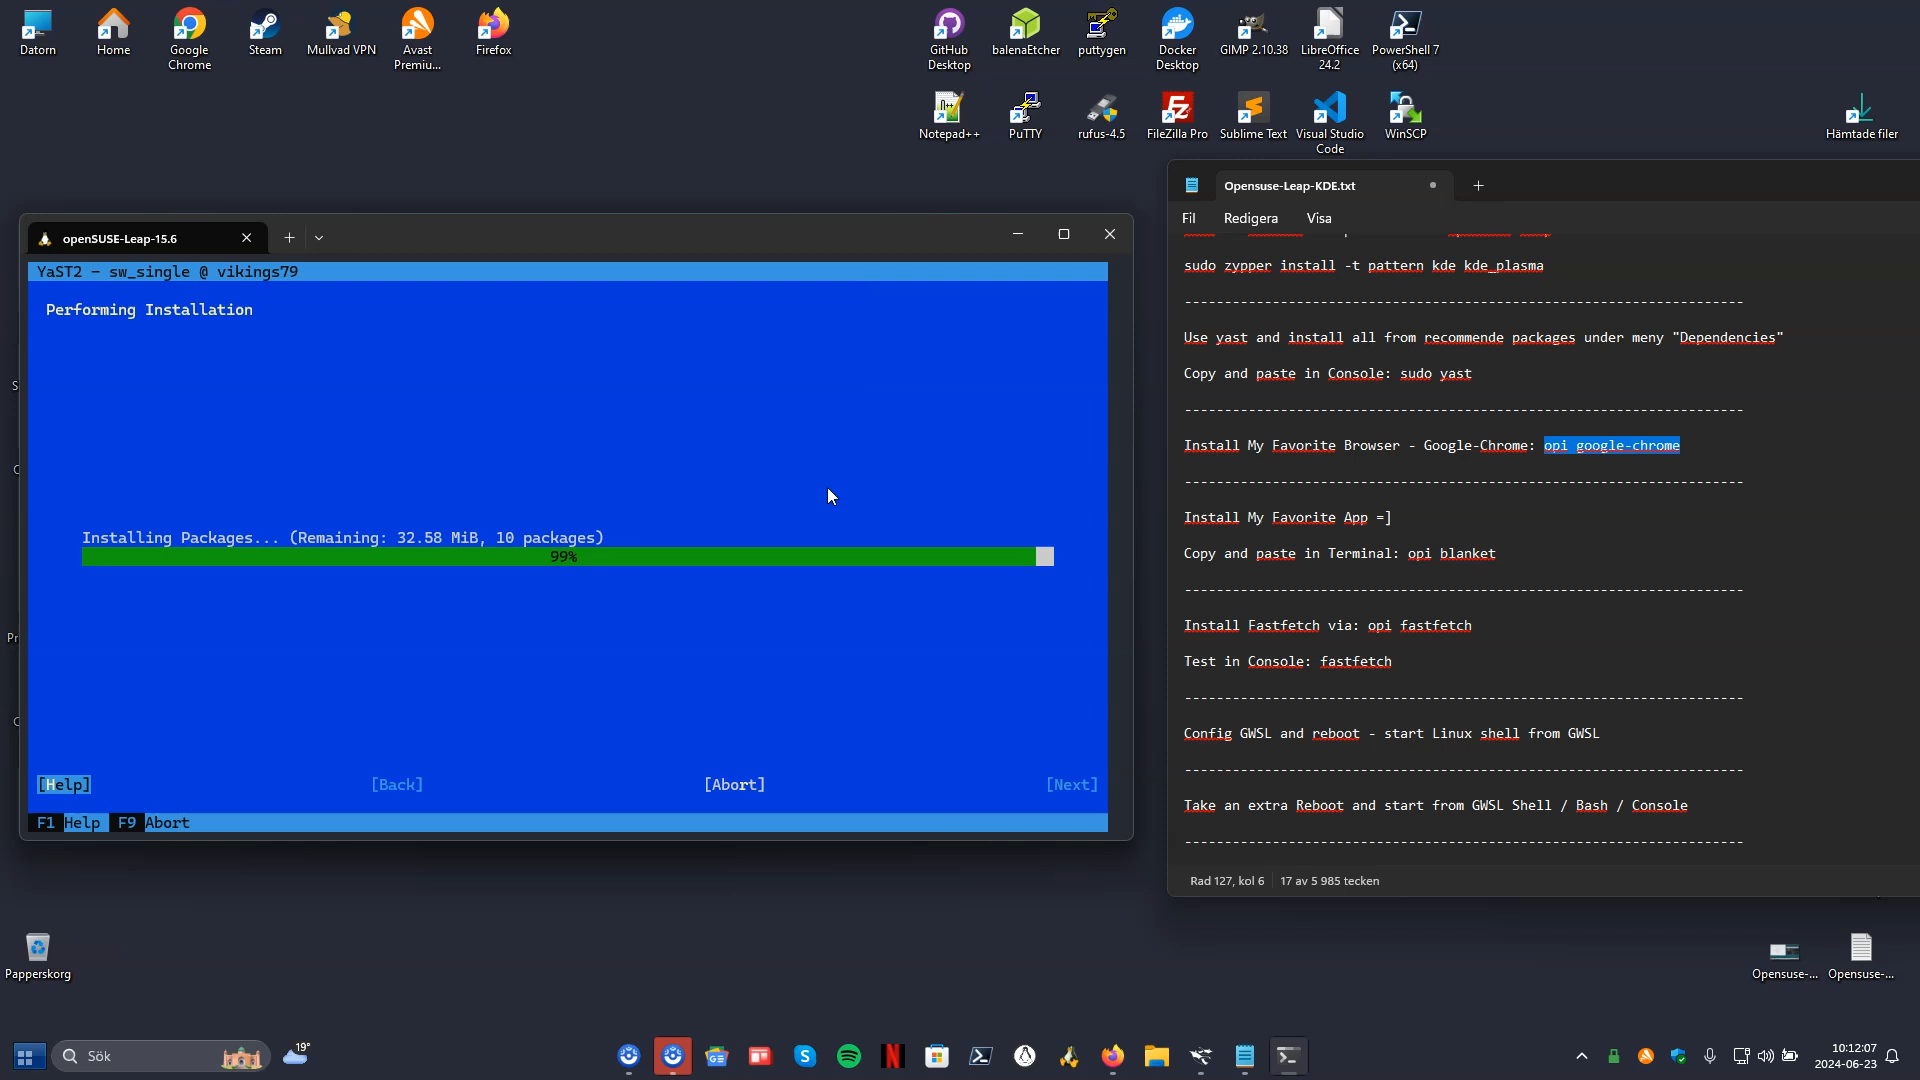 Datorn
Home
Google Chrome
Steam
Mullvad VPN
Avast Premiu...
Firefox
GitHub Desktop
balenaEtcher
puttygen
Docker Desktop
GIMP 2.10.38
LibreOffice 24.2
PowerShell 7 (x64)
Notepad++
PuTTY
rufus-4.5
FileZilla Pro
Sublime Text
Visual Studio Code
WinSCP
Hämtade filer
openSUSE-Leap-15.6
YaST2 - sw_single @ vikings79
Performing Installation
Installing Packages... (Remaining: 32.58 MiB, 10 packages)
99%
[Help] [Back] [Abort] [Next]
F1 Help F9 Abort
Opensuse-Leap-KDE.txt
Fil Redigera Visa
sudo zypper install -t pattern kde kde_plasma
----------------------------------------------------------------------
Use yast and install all from recommende packages under meny "Dependencies"
Copy and paste in Console: sudo yast
----------------------------------------------------------------------
Install My Favorite Browser - Google-Chrome: opi google-chrome
----------------------------------------------------------------------
Install My Favorite App =]
Copy and paste in Terminal: opi blanket
----------------------------------------------------------------------
Install Fastfetch via: opi fastfetch
Test in Console: fastfetch
----------------------------------------------------------------------
Config GWSL and reboot - start Linux shell from GWSL
----------------------------------------------------------------------
Take an extra Reboot and start from GWSL Shell / Bash / Console
----------------------------------------------------------------------
Rad 127, kol 6 17 av 5 985 tecken
Papperskorg
Opensuse-...
Opensuse-...
Sök
19°
10:12:07
2024-06-23